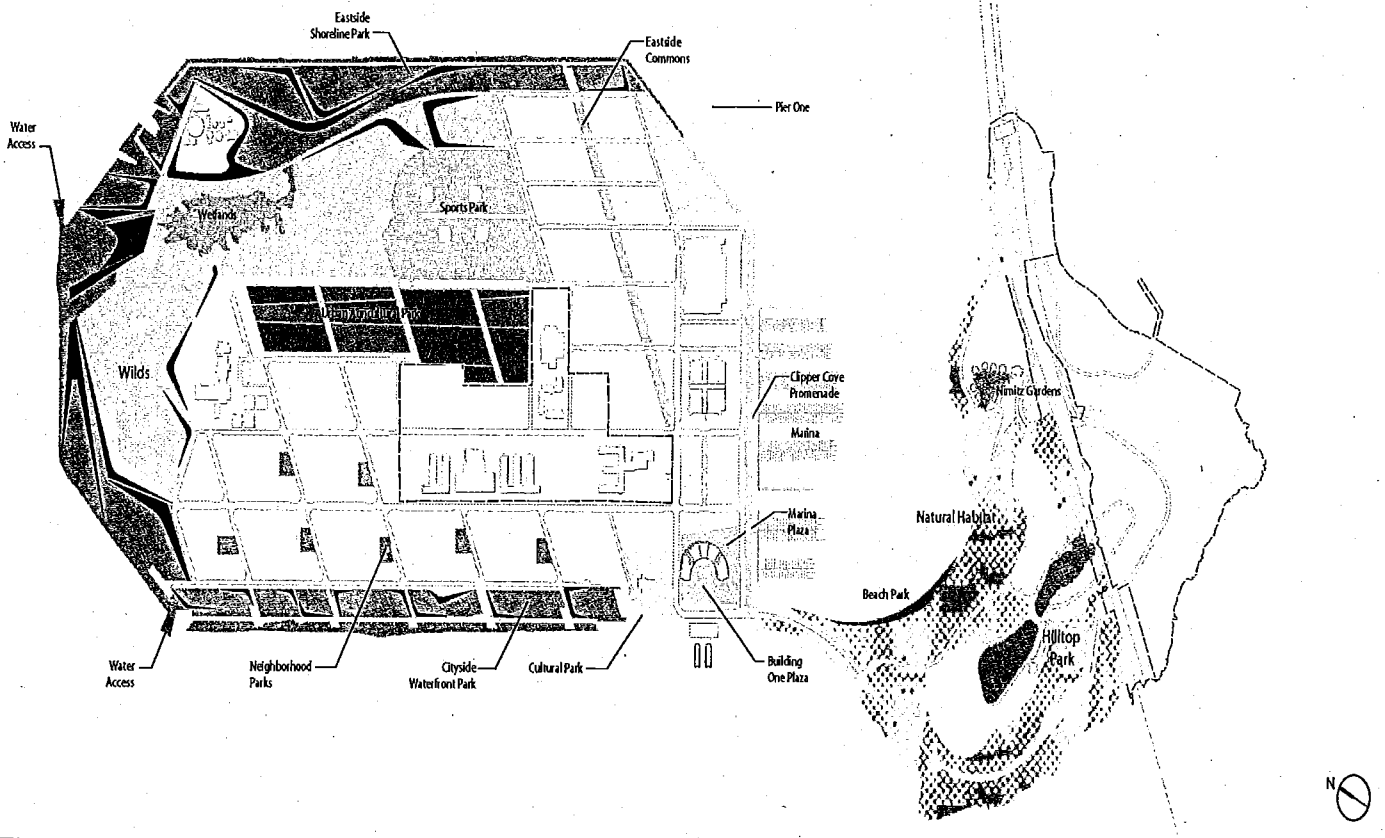 Eastside
Shoreline Park
Eastside
Commons
Pier One
Water
Access
Wetlands
Sports Park
Wilds
Park
Clipper Cove
Promenade
Marina
Nimitz Gardens
Marina
Plaza
Natural Habitat
Beach Park
Hilltop
Park
Water
Access
Neighborhood
Parks
Cityside
Waterfront Park
Cultural Park
Building
One Plaza
N